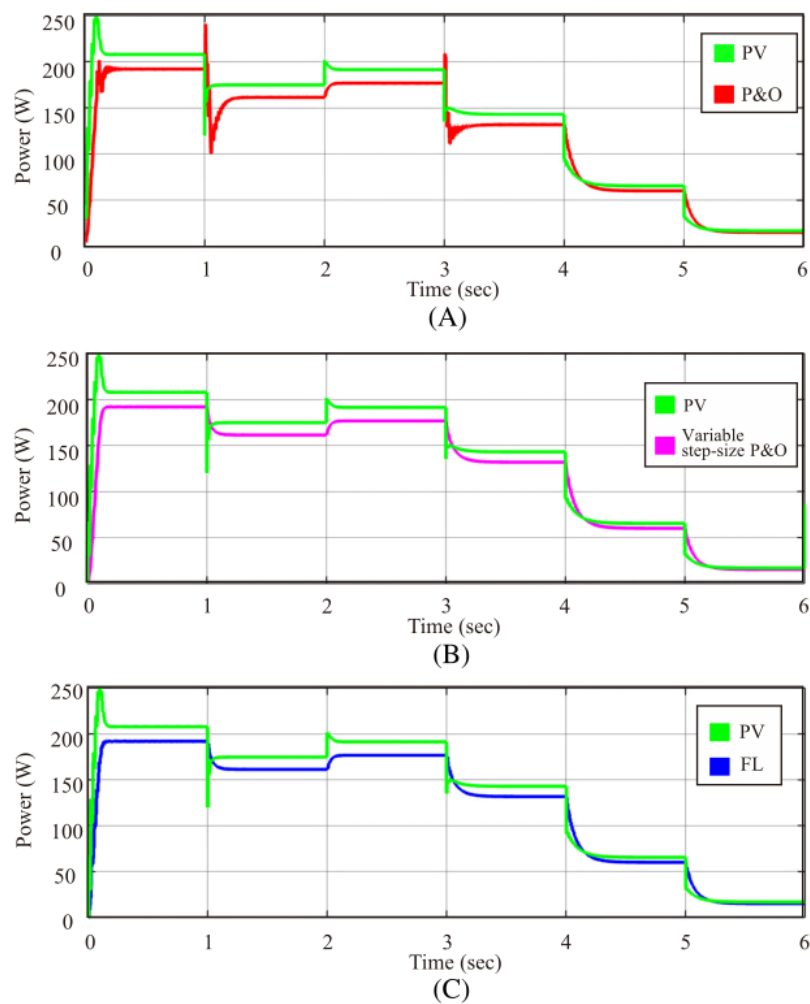 250
200
150
100
50
0
Power (W)
PV
P&O
0 1 2 3 4 5 6
Time (sec)
(A)
250
200
150
100
50
0
Power (W)
PV
Variable
step-size P&O
0 1 2 3 4 5 6
Time (sec)
(B)
250
200
150
100
50
0
Power (W)
PV
FL
0 1 2 3 4 5 6
Time (sec)
(C)